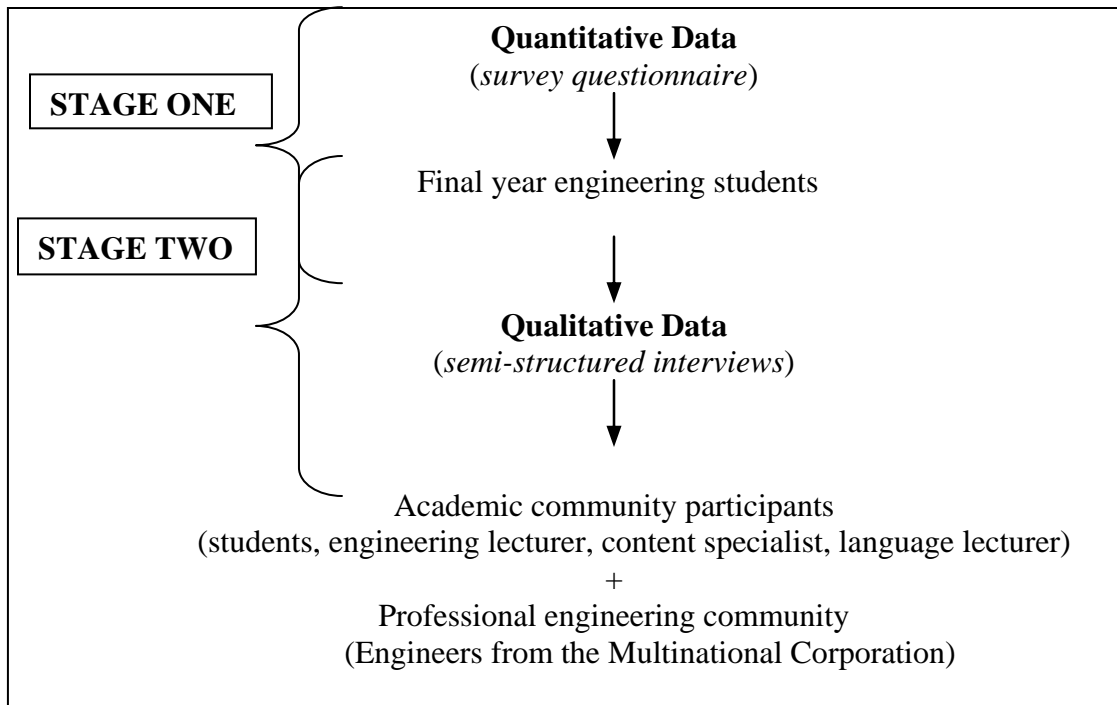 Quantitative Data
(survey questionnaire)
STAGE ONE
Final year engineering students
STAGE TWO
Qualitative Data
(semi-structured interviews)
Academic community participants
(students, engineering lecturer, content specialist, language lecturer)
+
Professional engineering community
(Engineers from the Multinational Corporation)